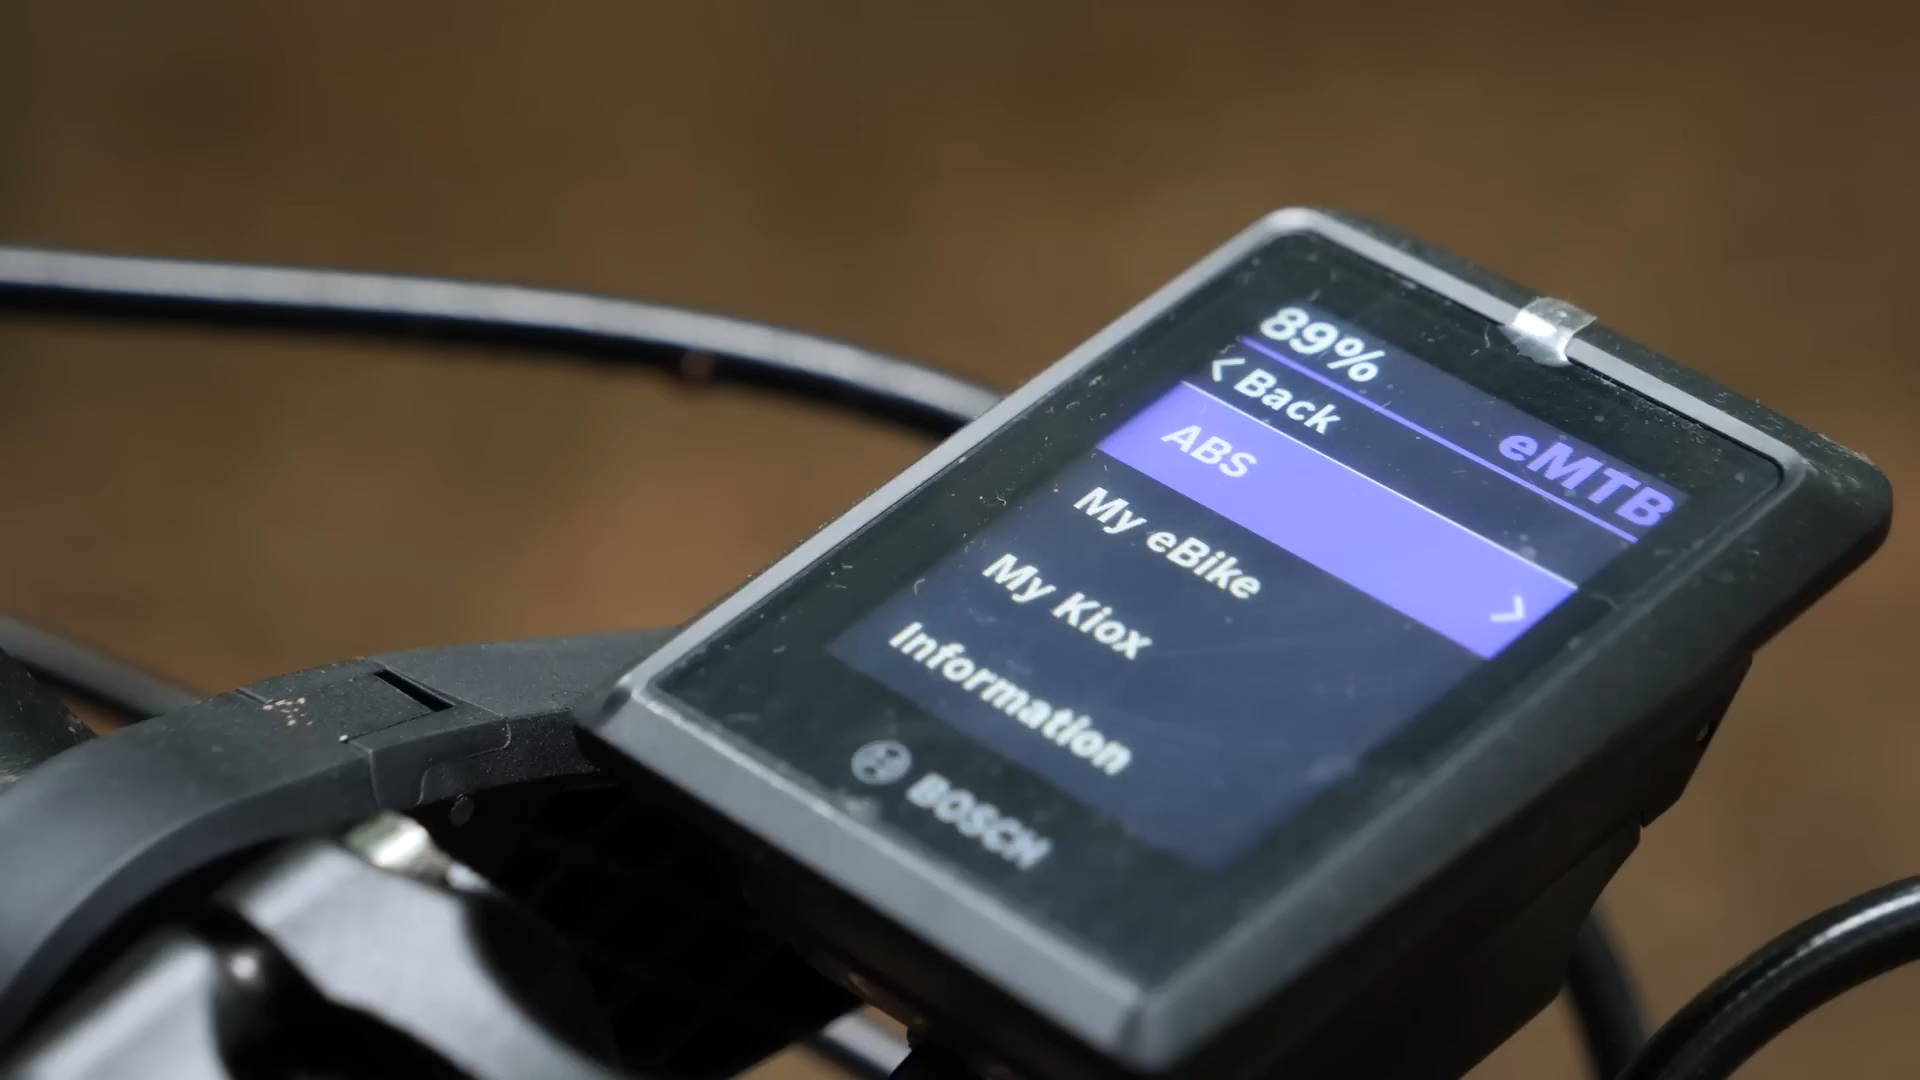 89%
eMTB
< Back
ABS >
My eBike
My Kiox
Information
BOSCH